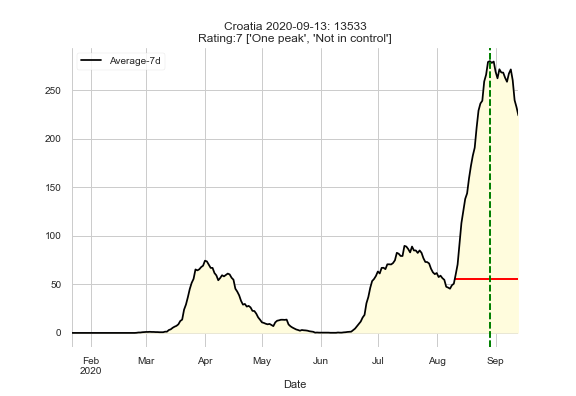 Croatia 2020-09-13: 13533
Rating:7 ['One peak', 'Not in control']
Average-7d
250
200
150
100
50
0
Feb Mar Apr May Jun Jul Aug Sep
2020
Date